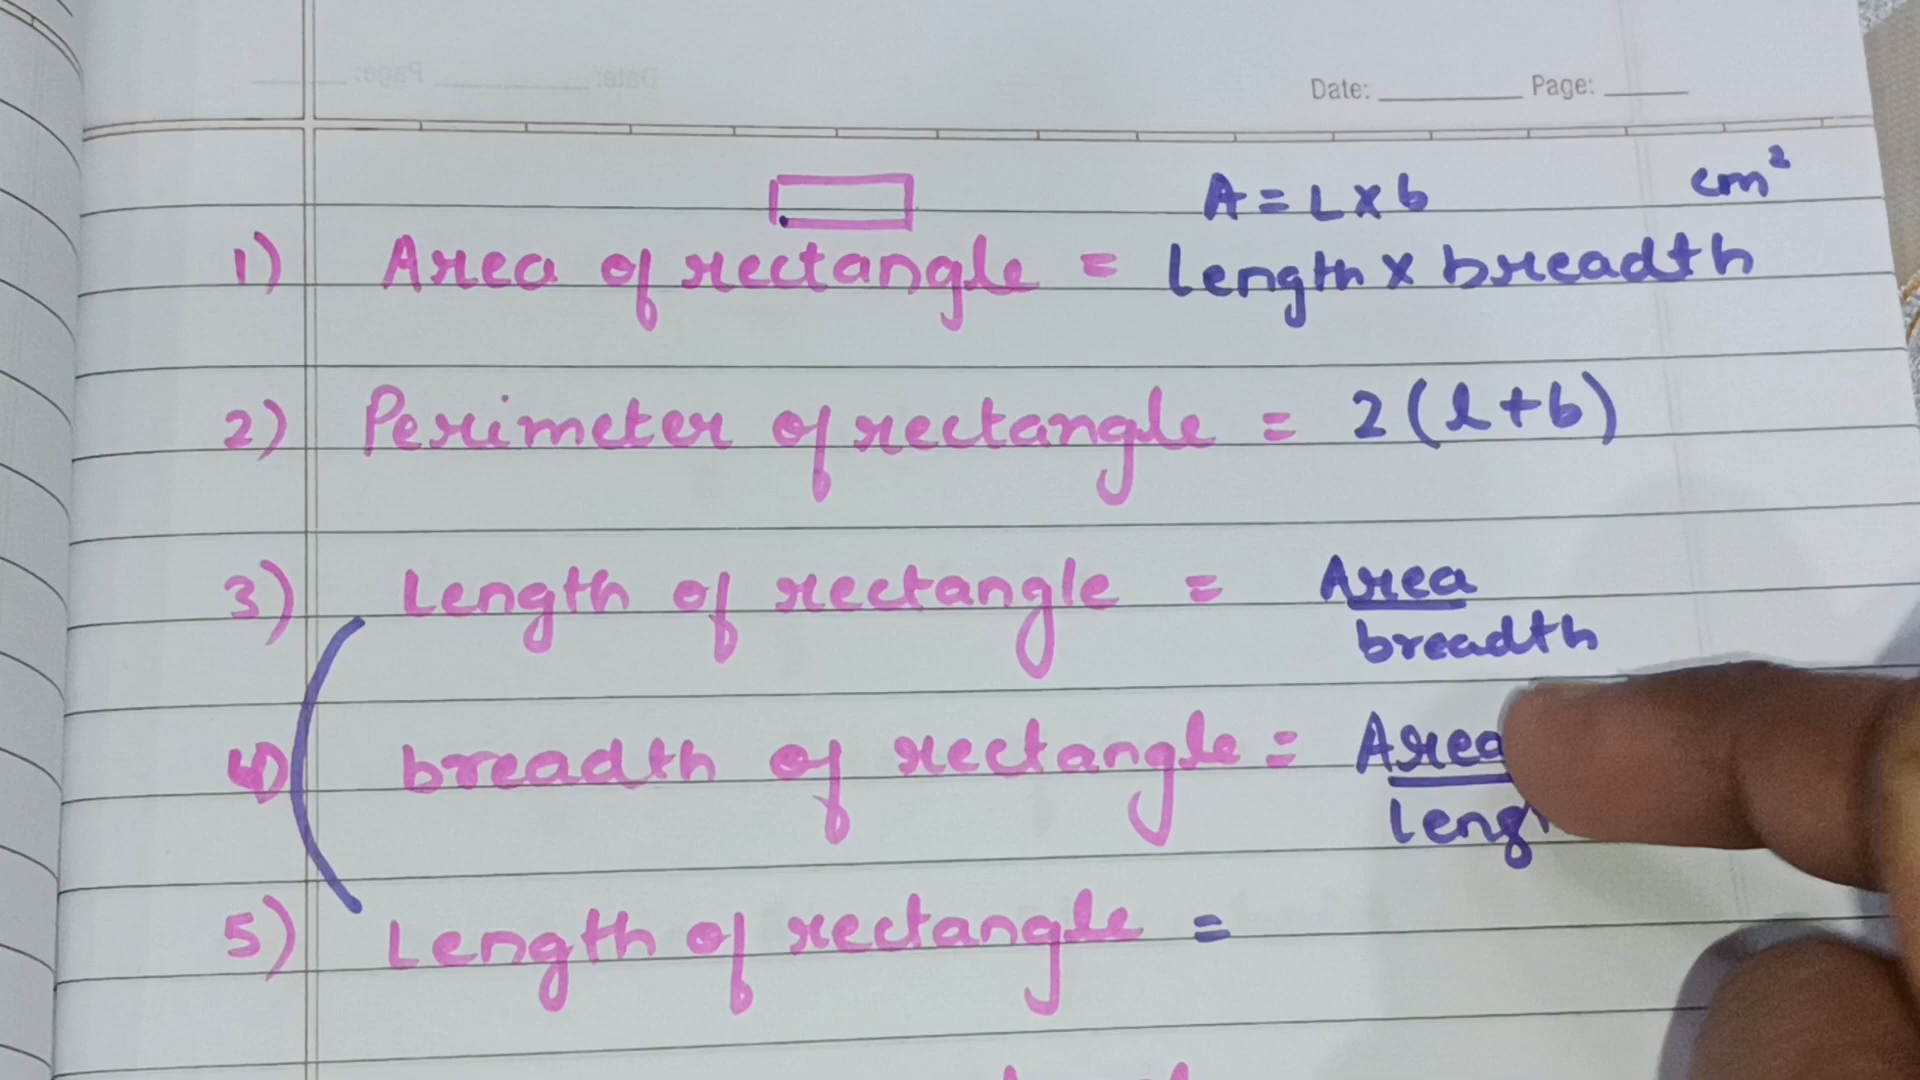 Date: Page:
A = L x b cm²
1) Area of rectangle = length x breadth
2) Perimeter of rectangle = 2(l+b)
3) Length of rectangle = Area
breadth
4) breadth of rectangle = Area
5) Length of rectangle =